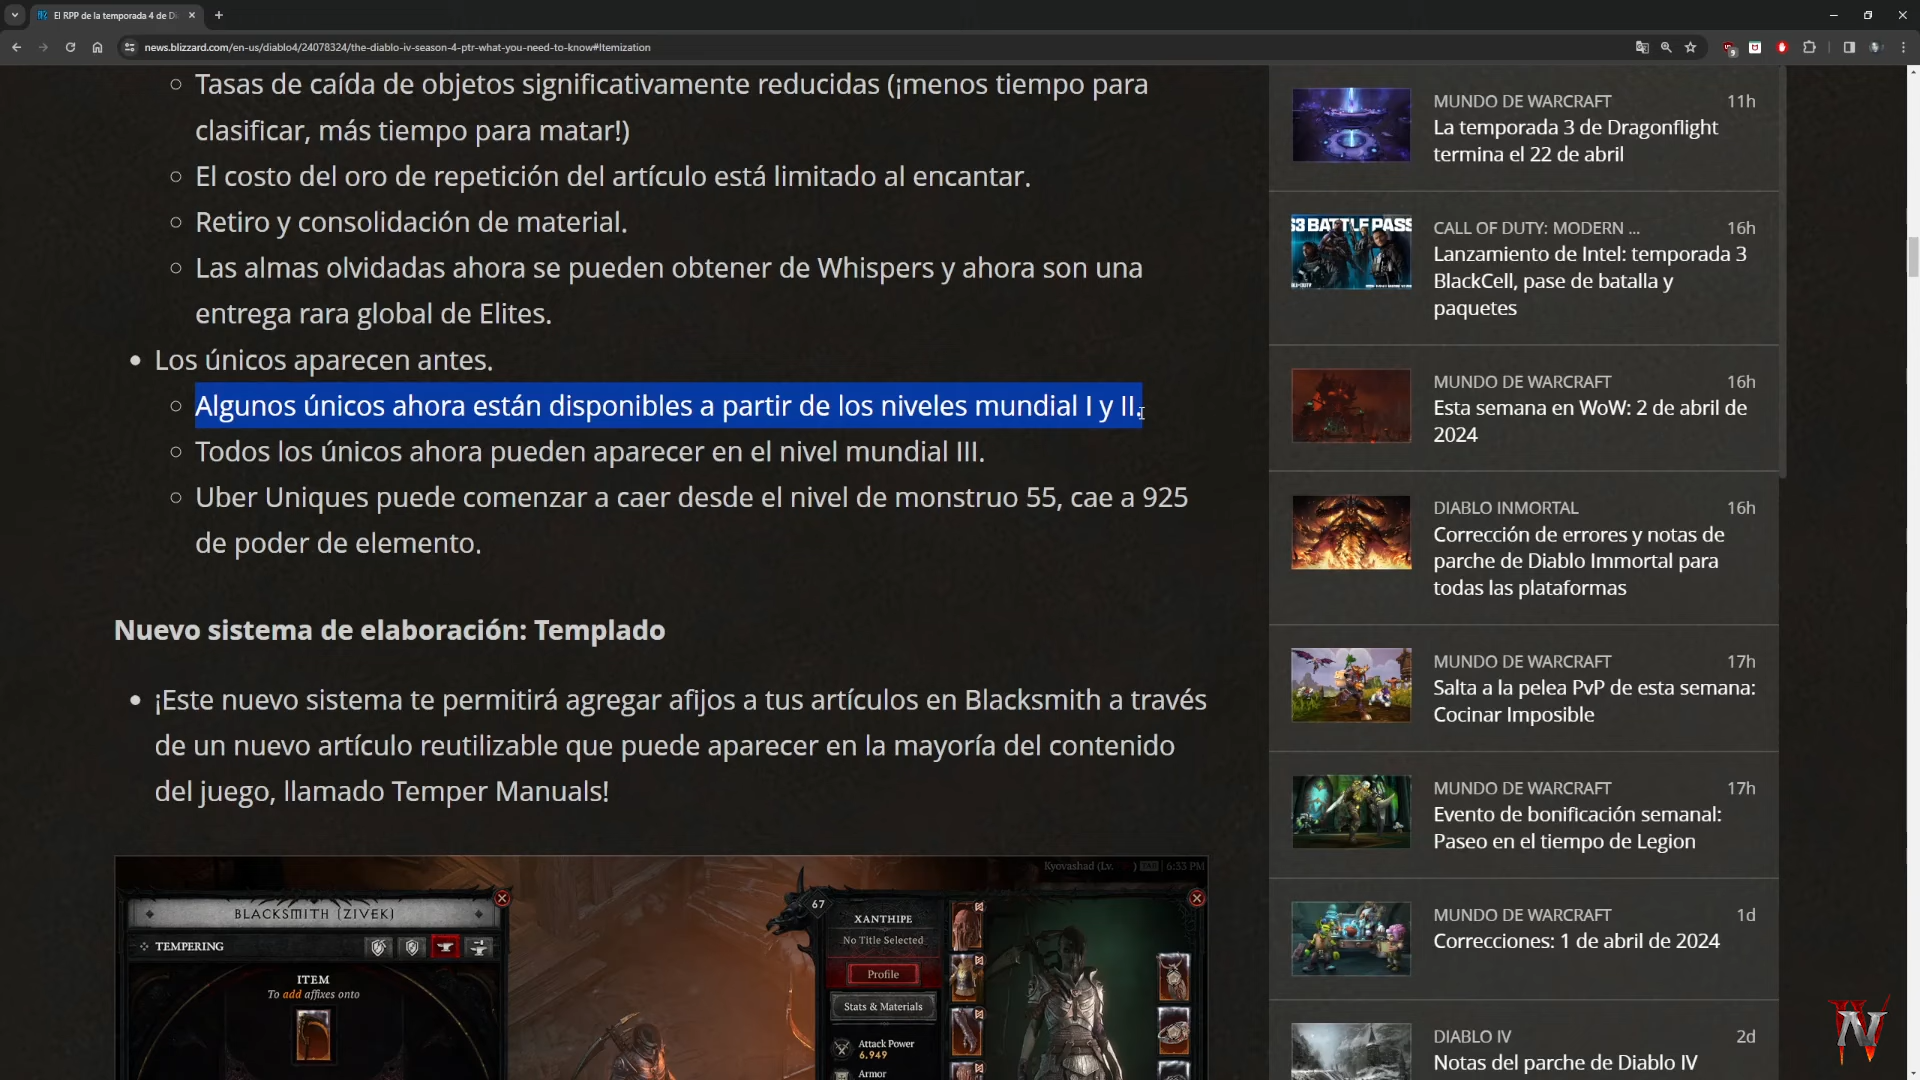 El RPP de la temporada 4 de Di
news.blizzard.com/en-us/diablo4/24078324/the-diablo-iv-season-4-ptr-what-you-need-to-know#Itemization
Tasas de caída de objetos significativamente reducidas (¡menos tiempo para
clasificar, más tiempo para matar!)
El costo del oro de repetición del artículo está limitado al encantar.
Retiro y consolidación de material.
Las almas olvidadas ahora se pueden obtener de Whispers y ahora son una
entrega rara global de Elites.
Los únicos aparecen antes.
Algunos únicos ahora están disponibles a partir de los niveles mundial I y II.
Todos los únicos ahora pueden aparecer en el nivel mundial III.
Uber Uniques puede comenzar a caer desde el nivel de monstruo 55, cae a 925
de poder de elemento.
Nuevo sistema de elaboración: Templado
¡Este nuevo sistema te permitirá agregar afijos a tus artículos en Blacksmith a través
de un nuevo artículo reutilizable que puede aparecer en la mayoría del contenido
del juego, llamado Temper Manuals!
Kyovashad (Lv. ) 6:33 PM
BLACKSMITH (ZIVEK)
TEMPERING
ITEM
To add affixes onto
67
XANTHIPE
No Title Selected
Profile
Stats & Materials
Attack Power
6,949
Armor
MUNDO DE WARCRAFT 11h
La temporada 3 de Dragonflight
termina el 22 de abril
S3 BATTLE PASS
CALL OF DUTY: MODERN ... 16h
Lanzamiento de Intel: temporada 3
BlackCell, pase de batalla y
paquetes
MUNDO DE WARCRAFT 16h
Esta semana en WoW: 2 de abril de
2024
DIABLO INMORTAL 16h
Corrección de errores y notas de
parche de Diablo Immortal para
todas las plataformas
MUNDO DE WARCRAFT 17h
Salta a la pelea PvP de esta semana:
Cocinar Imposible
MUNDO DE WARCRAFT 17h
Evento de bonificación semanal:
Paseo en el tiempo de Legion
MUNDO DE WARCRAFT 1d
Correcciones: 1 de abril de 2024
DIABLO IV 2d
Notas del parche de Diablo IV